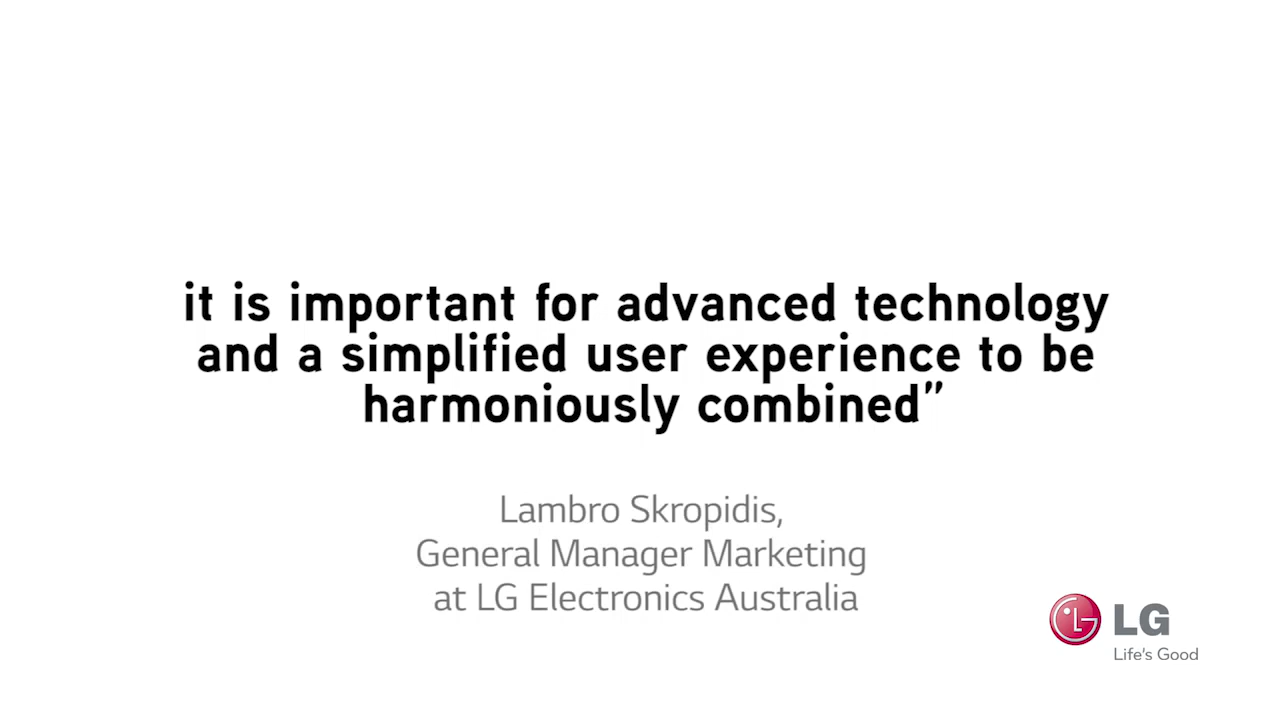 it is important for advanced technology
and a simplified user experience to be
harmoniously combined”
Lambro Skropidis,
General Manager Marketing
at LG Electronics Australia
LG
Life's Good